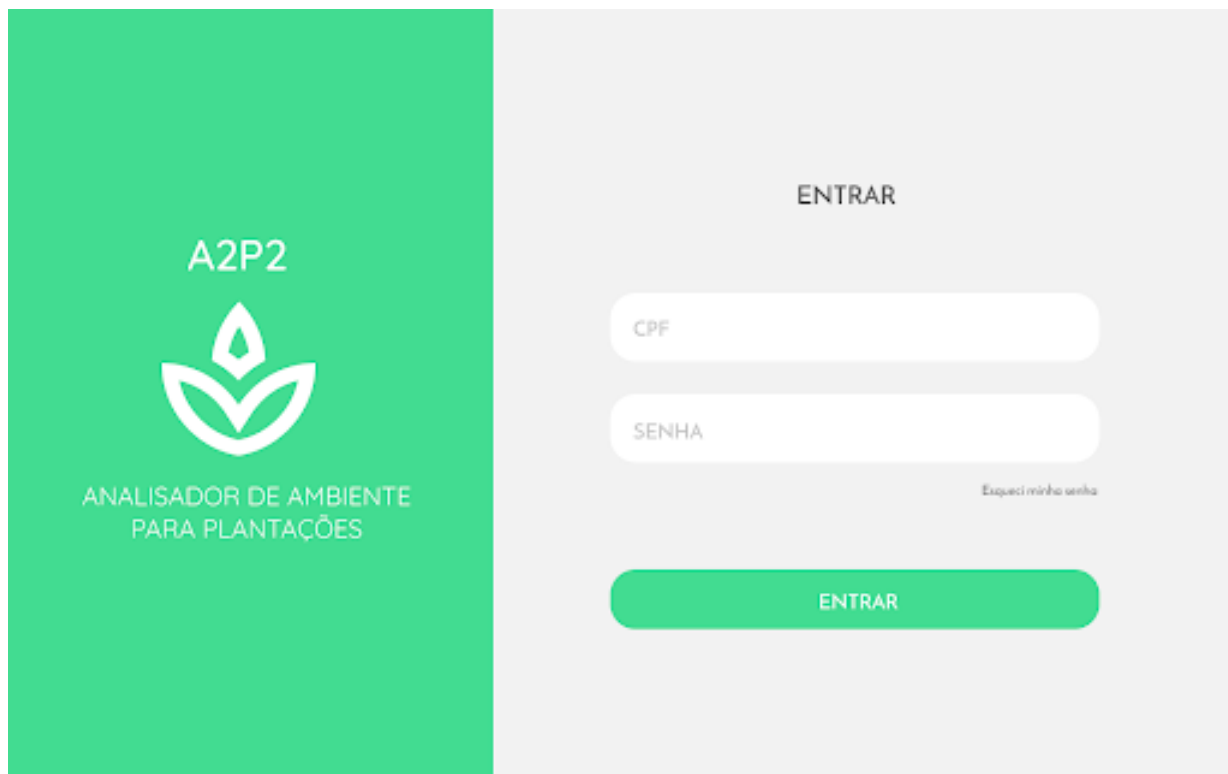 A2P2
ANALISADOR DE AMBIENTE
PARA PLANTAÇÕES
ENTRAR
CPF
SENHA
Esqueci minha senha
ENTRAR